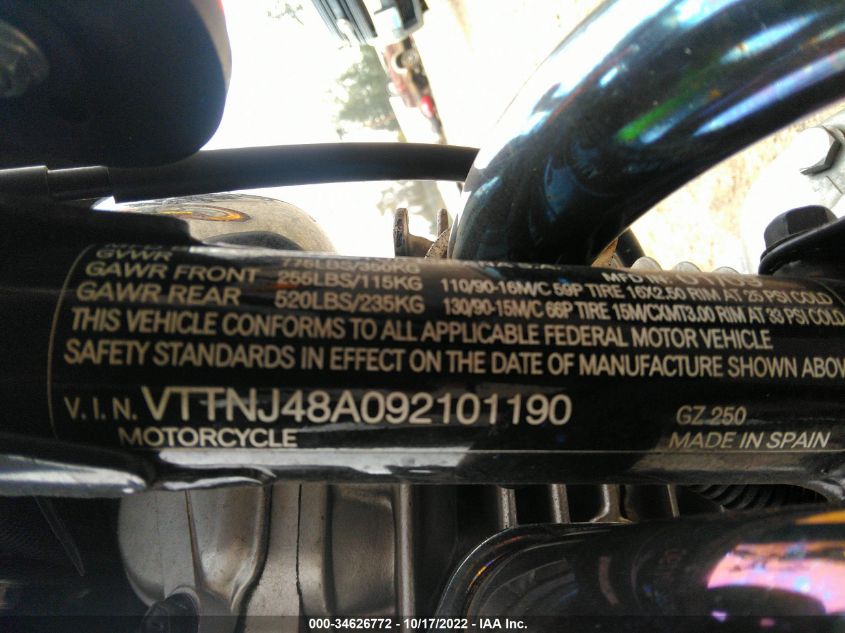 GVWR LBS/350KG
GAWR FRONT 255LBS/115KG 110/90-16M/C 59P TIRE 16X2.50 RIM AT 25 PSI COLD
GAWR REAR 520LBS/235KG 130/90-15M/C 66P TIRE 15M/CXMT3.00 RIM AT 33 PSI COLD
THIS VEHICLE CONFORMS TO ALL APPLICABLE FEDERAL MOTOR VEHICLE
SAFETY STANDARDS IN EFFECT ON THE DATE OF MANUFACTURE SHOWN ABOV
V.I.N. VTTNJ48A092101190 GZ 250
MOTORCYCLE MADE IN SPAIN
000-34626772 - 10/17/2022 - IAA Inc.